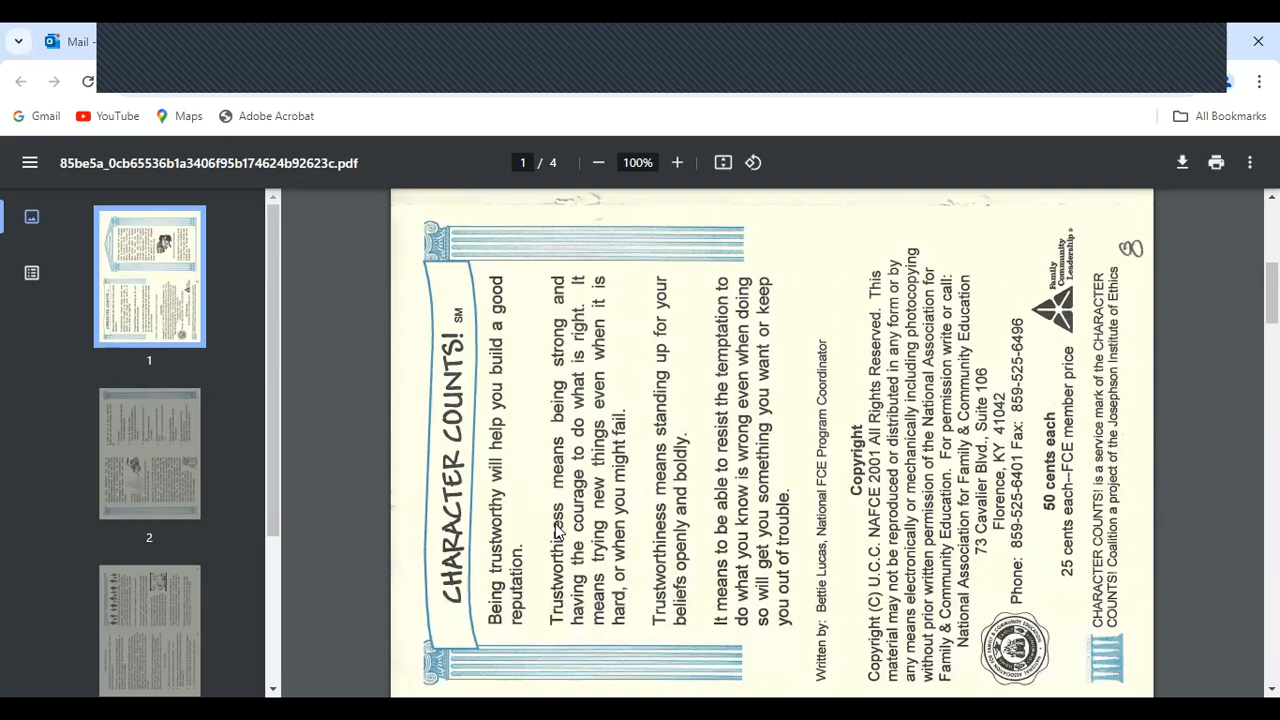 Mail -
Gmail
YouTube
Maps
Adobe Acrobat
All Bookmarks
85be5a_0cb65536b1a3406f95b174624b92623c.pdf
1 / 4
100%
1
2
CHARACTER COUNTS! SM
Being trustworthy will help you build a good
reputation.
Trustworthiness means being strong and
having the courage to do what is right. It
means trying new things even when it is
hard, or when you might fail.
Trustworthiness means standing up for your
beliefs openly and boldly.
It means to be able to resist the temptation to
do what you know is wrong even when doing
so will get you something you want or keep
you out of trouble.
Written by: Bettie Lucas, National FCE Program Coordinator
Copyright
Copyright (C) U.C.C. NAFCE 2001 All Rights Reserved. This
material may not be reproduced or distributed in any form or by
any means electronically or mechanically including photocopying
without prior written permission of the National Association for
Family & Community Education. For permission write or call:
National Association for Family & Community Education
73 Cavalier Blvd., Suite 106
Florence, KY 41042
Phone: 859-525-6401 Fax: 859-525-6496
50 cents each
25 cents each--FCE member price
Family
Community
Leadership
CHARACTER COUNTS! is a service mark of the CHARACTER
COUNTS! Coalition a project of the Josephson Institute of Ethics
8